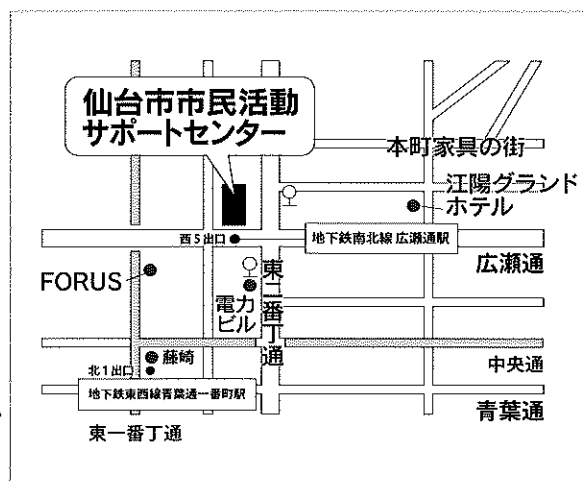 仙台市市民活動
サポートセンター
本町家具の街
江陽グランド
ホテル
西5出口
地下鉄南北線 広瀬通駅
広瀬通
FORUS
東二番丁通
電力
ビル
藤崎
中央通
北1出口
地下鉄東西線青葉通一番町駅
青葉通
東一番丁通